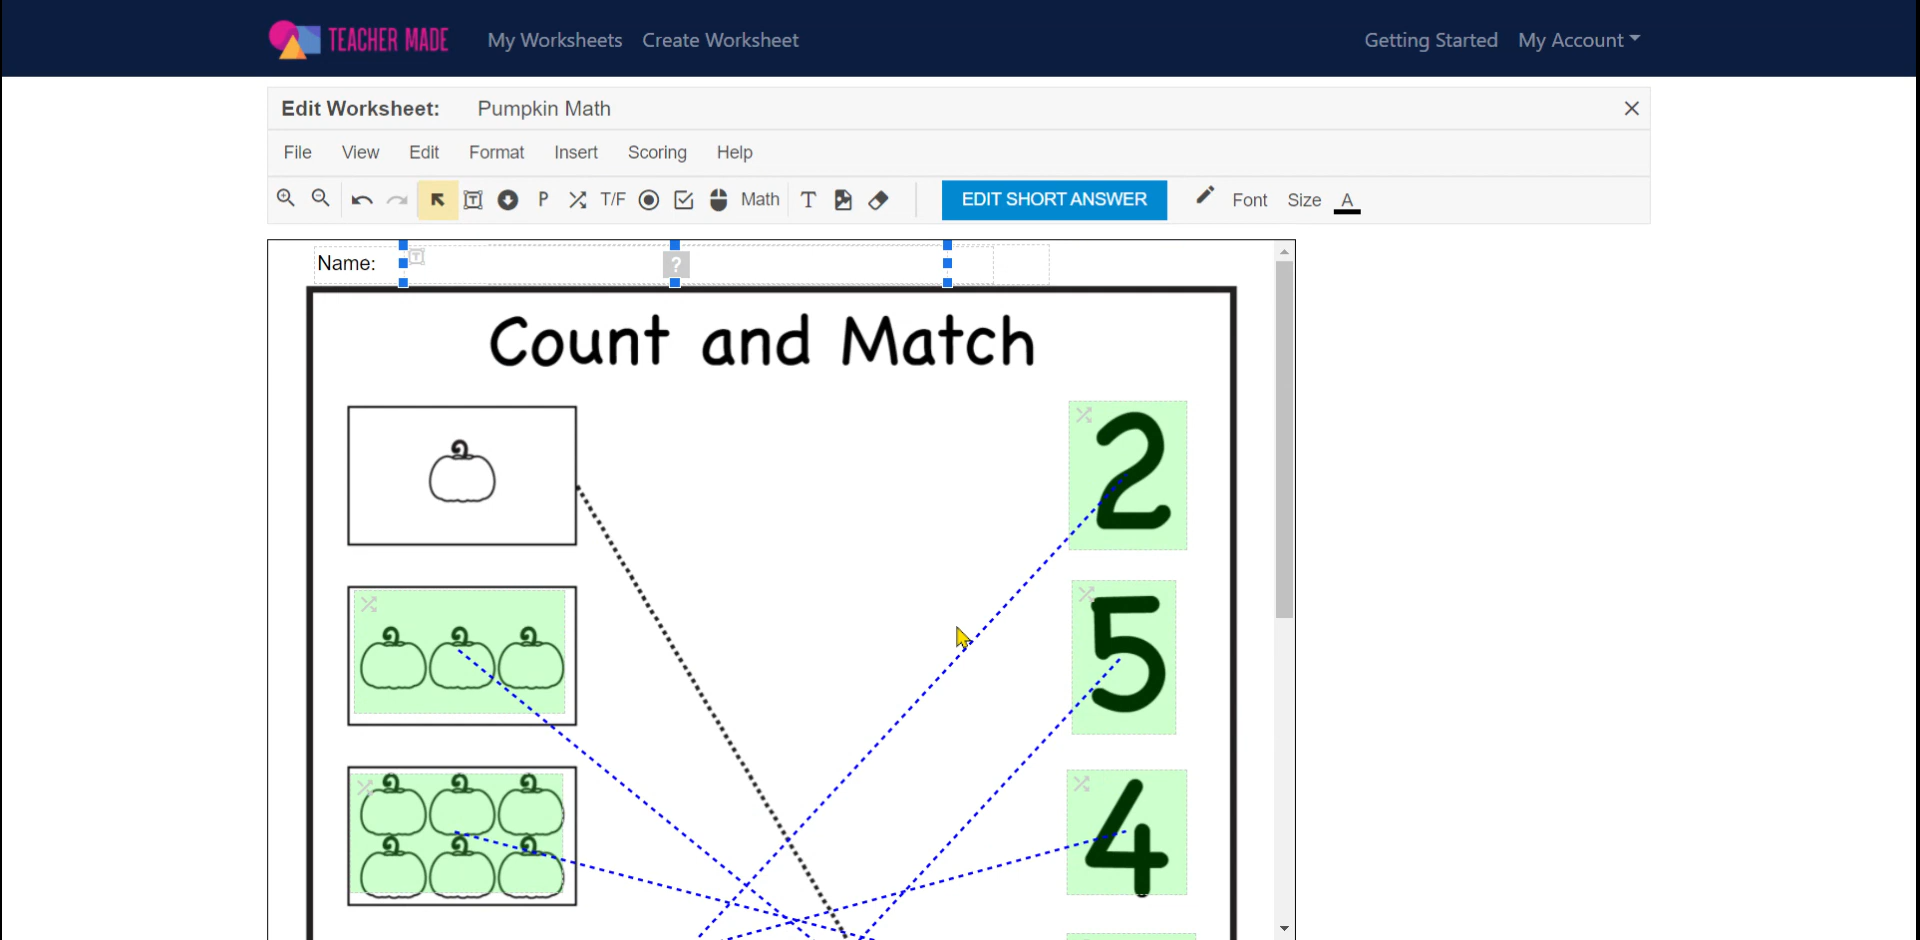 TEACHER MADE My Worksheets Create Worksheet Getting Started My Account
Edit Worksheet: Pumpkin Math
File View Edit Format Insert Scoring Help
T P T/F Math T EDIT SHORT ANSWER Font Size A
Name: T ?
Count and Match
2
5
4